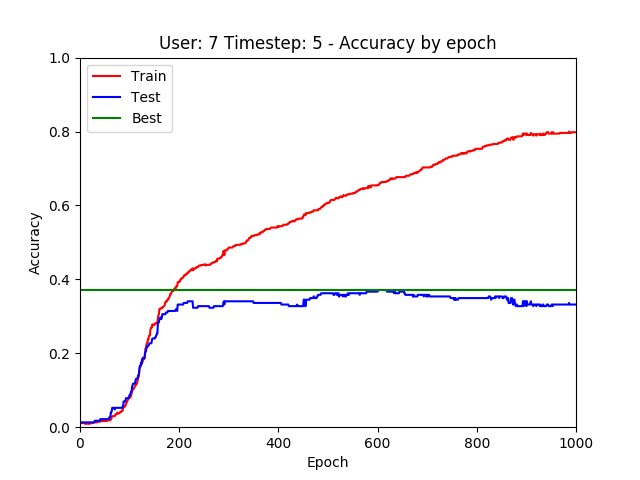 User: 7 Timestep: 5 - Accuracy by epoch
Train
Test
Best
1.0
0.8
0.6
0.4
0.2
0.0
Accuracy
0 200 400 600 800 1000
Epoch